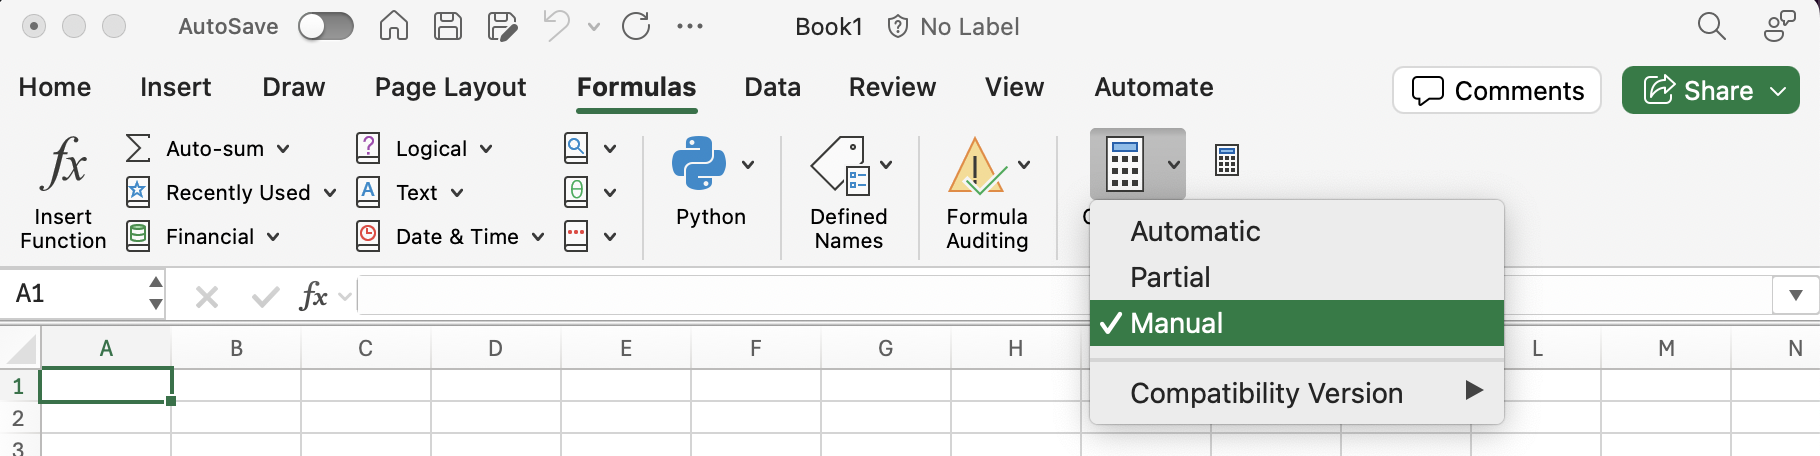 AutoSave Book1 No Label
Home Insert Draw Page Layout Formulas Data Review View Automate Comments Share
Insert Function
Auto-sum
Recently Used
Financial
Logical
Text
Date & Time
Python
Defined Names
Formula Auditing
Automatic
Partial
Manual
Compatibility Version
A1 fx
A B C D E F G H L M N
1
2
3